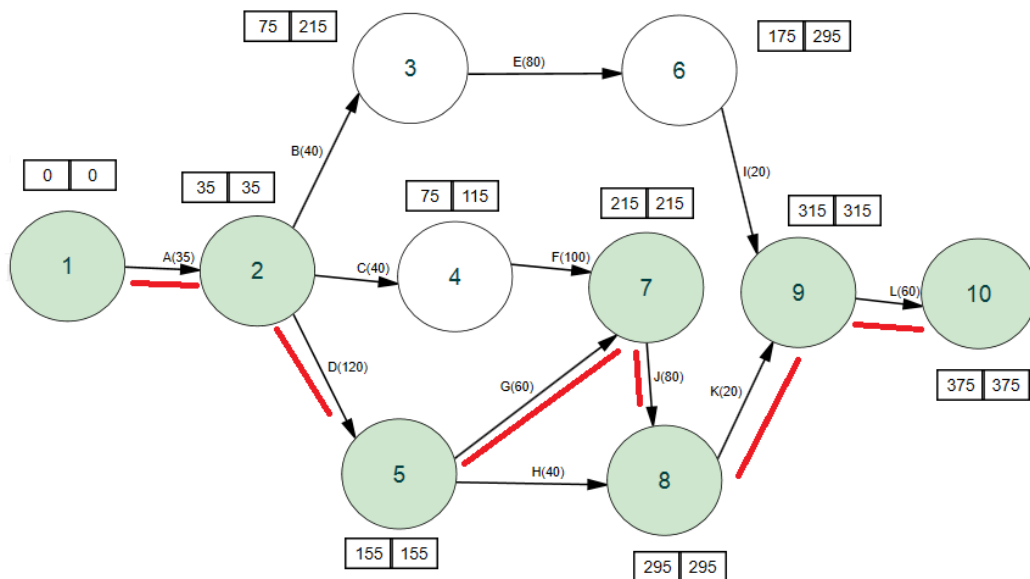 75 215
3
E(80)
6
175 295
B(40)
I(20)
0 0
35 35
75 115
215 215
315 315
1
A(35)
2
C(40)
4
F(100)
7
9
L(60)
10
D(120)
G(60)
J(80)
K(20)
375 375
5
H(40)
8
155 155
295 295